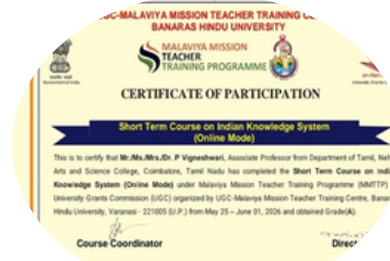 UGC-MALAVIYA MISSION TEACHER TRAINING
BANARAS HINDU UNIVERSITY
MALAVIYA MISSION
TEACHER
TRAINING PROGRAMME
CERTIFICATE OF PARTICIPATION
Short Term Course on Indian Knowledge System
(Online Mode)
This is to certify that Mr./Ms./Mrs./Dr. P Vigneshwari, Associate Professor from Department of Tamil,
Arts and Science College, Coimbatore, Tamil Nadu has completed the Short Term Course on
Knowledge System (Online Mode) under Malaviya Mission Teacher Training Programme (MMTTP)
University Grants Commission (UGC) organized by UGC-Malaviya Mission Teacher Training Centre,
Hindu University, Varanasi - 221005 (U.P.) from May 25 – June 01, 2026 and obtained Grade(A).
Course Coordinator